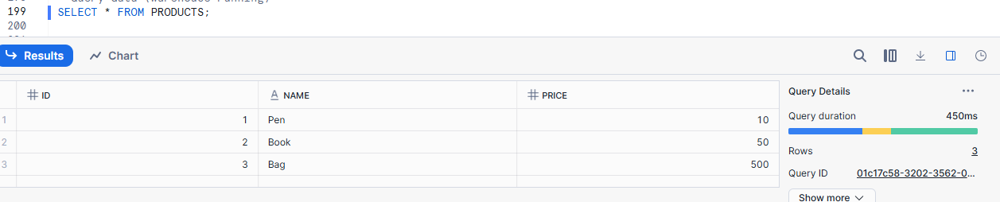 199 SELECT * FROM PRODUCTS;
200
Results Chart
ID NAME PRICE
1 1 Pen 10
2 2 Book 50
3 3 Bag 500
Query Details ...
Query duration 450ms
Rows 3
Query ID 01c17c58-3202-3562-0...
Show more